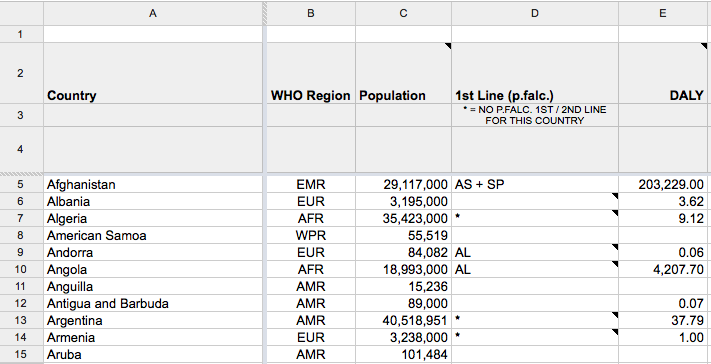 A B C D E
1
2 Country WHO Region Population 1st Line (p.falc.) DALY
3 * = NO P.FALC. 1ST / 2ND LINE
FOR THIS COUNTRY
4
5 Afghanistan EMR 29,117,000 AS + SP 203,229.00
6 Albania EUR 3,195,000 3.62
7 Algeria AFR 35,423,000 * 9.12
8 American Samoa WPR 55,519
9 Andorra EUR 84,082 AL 0.06
10 Angola AFR 18,993,000 AL 4,207.70
11 Anguilla AMR 15,236
12 Antigua and Barbuda AMR 89,000 0.07
13 Argentina AMR 40,518,951 * 37.79
14 Armenia EUR 3,238,000 * 1.00
15 Aruba AMR 101,484